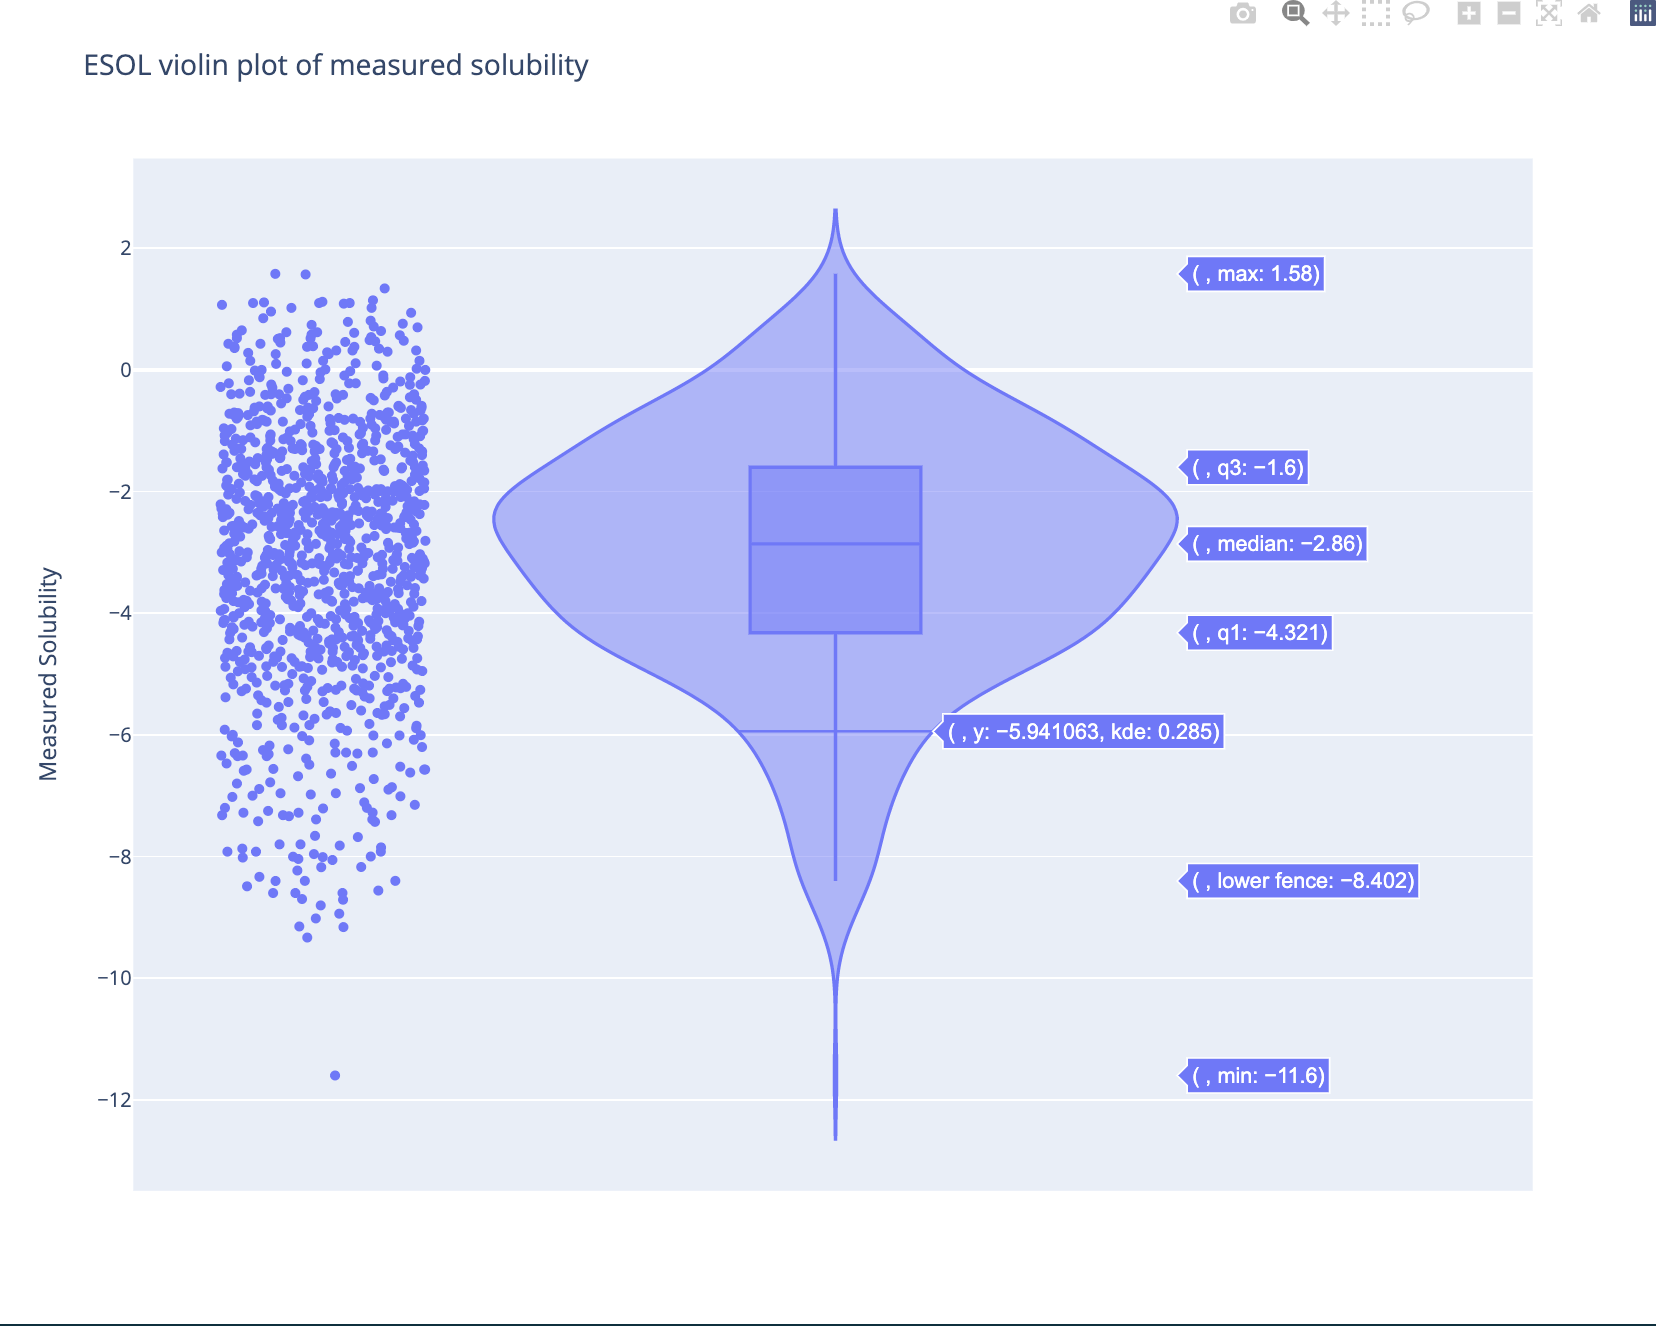 ESOL violin plot of measured solubility
Measured Solubility
2
0
−2
−4
−6
−8
−10
−12
( , max: 1.58)
( , q3: −1.6)
( , median: −2.86)
( , q1: −4.321)
( , y: −5.941063, kde: 0.285)
( , lower fence: −8.402)
( , min: −11.6)